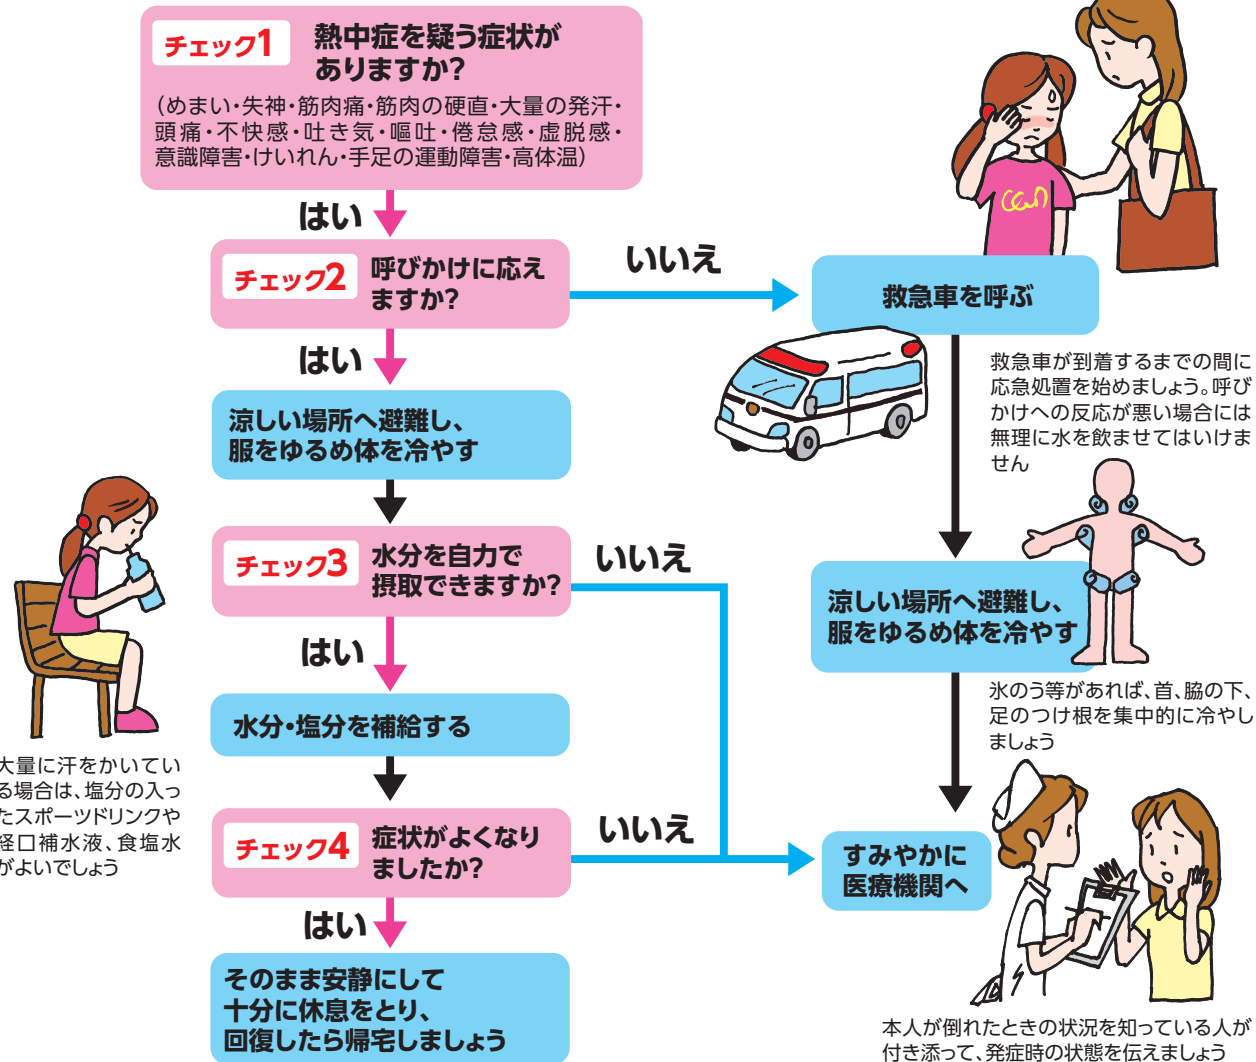 チェック1
熱中症を疑う症状が
ありますか?
(めまい・失神・筋肉痛・筋肉の硬直・大量の発汗・
頭痛・不快感・吐き気・嘔吐・倦怠感・虚脱感・
意識障害・けいれん・手足の運動障害・高体温)
はい
チェック2
呼びかけに応え
ますか?
いいえ
救急車を呼ぶ
救急車が到着するまでの間に
応急処置を始めましょう。呼び
かけへの反応が悪い場合には
無理に水を飲ませてはいけま
せん
はい
涼しい場所へ避難し、
服をゆるめ体を冷やす
チェック3
水分を自力で
摂取できますか?
いいえ
涼しい場所へ避難し、
服をゆるめ体を冷やす
氷のう等があれば、首、脇の下、
足のつけ根を集中的に冷やし
ましょう
はい
水分・塩分を補給する
大量に汗をかいてい
る場合は、塩分の入っ
たスポーツドリンクや
経口補水液、食塩水
がよいでしょう
チェック4
症状がよくなり
ましたか?
いいえ
すみやかに
医療機関へ
はい
そのまま安静にして
十分に休息をとり、
回復したら帰宅しましょう
本人が倒れたときの状況を知っている人が
付き添って、発症時の状態を伝えましょう